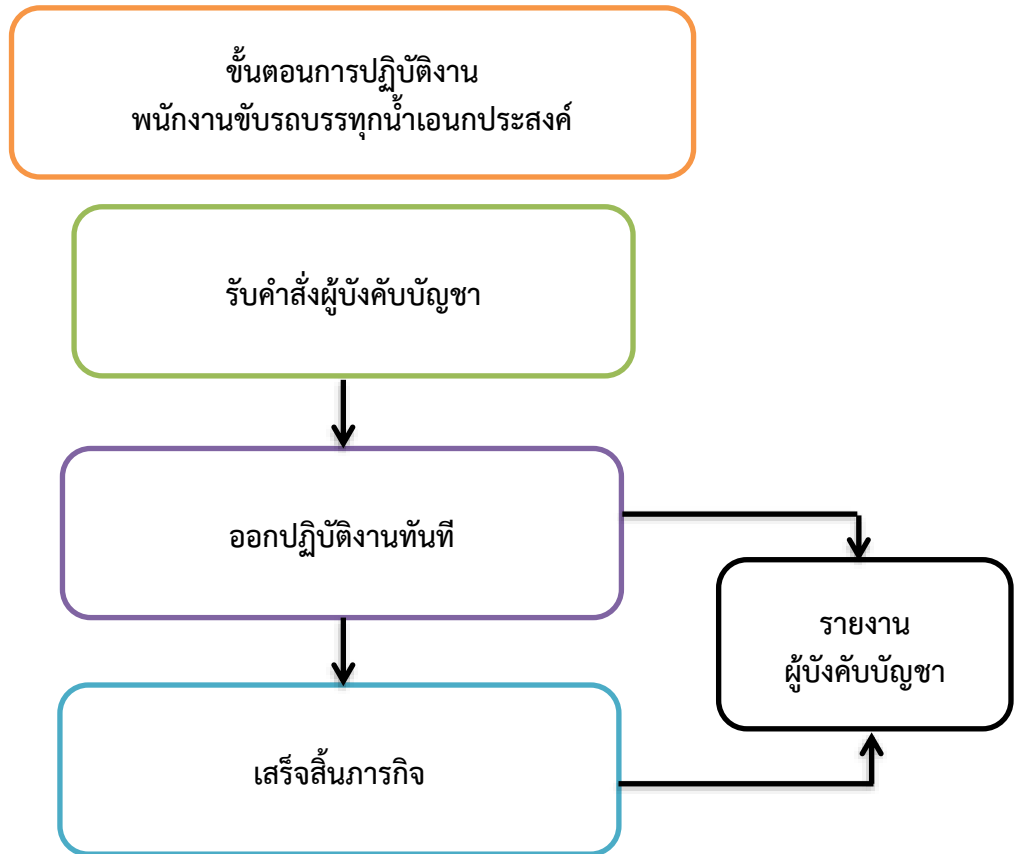 ขั้นตอนการปฏิบัติงาน
พนักงานขับรถบรรทุกน้ำเอนกประสงค์
รับคำสั่งผู้บังคับบัญชา
ออกปฏิบัติงานทันที
รายงาน
ผู้บังคับบัญชา
เสร็จสิ้นภารกิจ